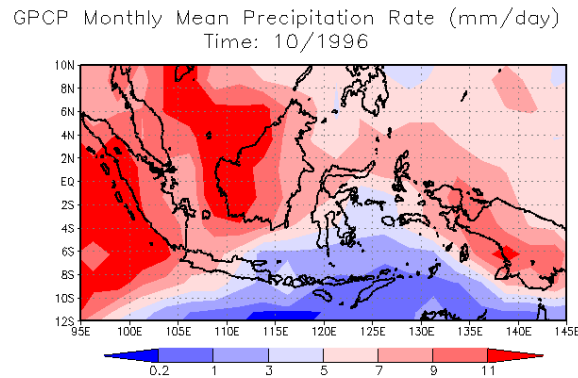 GPCP Monthly Mean Precipitation Rate (mm/day)
Time: 10/1996
10N
8N
6N
4N
2N
EQ
2S
4S
6S
8S
10S
12S
95E 100E 105E 110E 115E 120E 125E 130E 135E 140E 145E
0.2 1 3 5 7 9 11